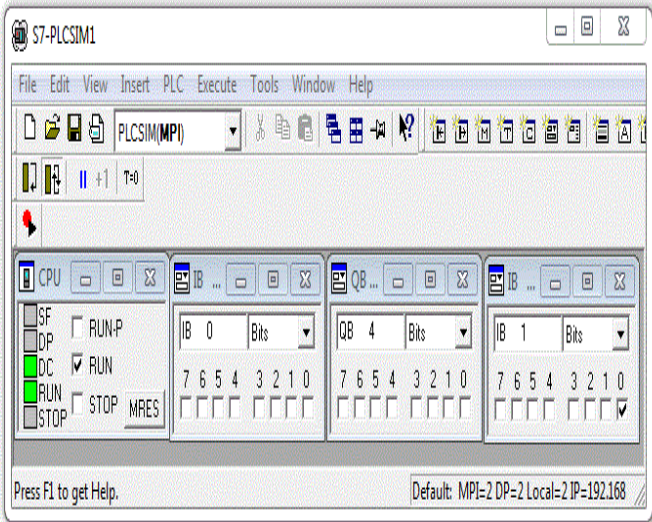 S7-PLCSIM1
File Edit View Insert PLC Execute Tools Window Help
PLCSIM(MPI)
+1 T=0
CPU
SF
DP
DC
RUN
STOP
RUN-P
RUN
STOP
MRES
IB ...
IB 0 Bits
7 6 5 4 3 2 1 0
QB ...
QB 4 Bits
7 6 5 4 3 2 1 0
IB ...
IB 1 Bits
7 6 5 4 3 2 1 0
Press F1 to get Help.
Default: MPI=2 DP=2 Local=2 IP=192.168